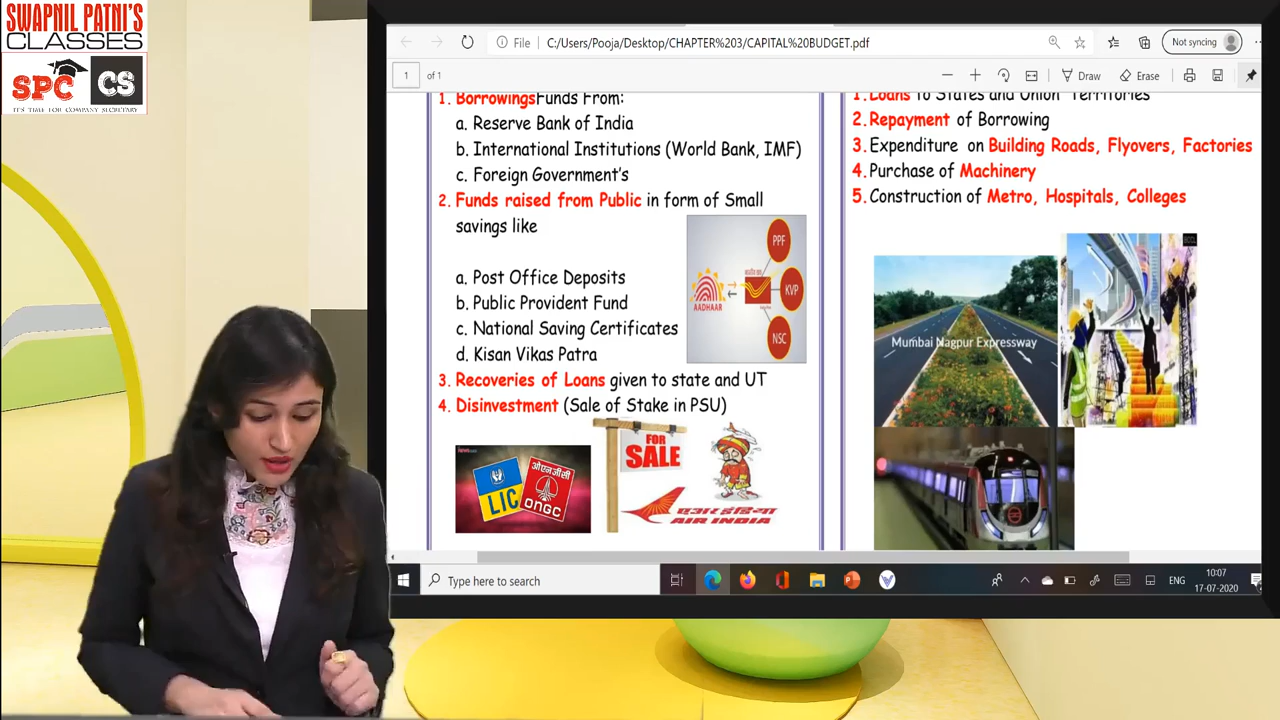 SWAPNIL PATNI'S
CLASSES
SPC CS
IT'S TIME FOR COMPANY SECRETARY
File C:/Users/Pooja/Desktop/CHAPTER%203/CAPITAL%20BUDGET.pdf
Not syncing
1 of 1
Draw
Erase
1. BorrowingsFunds From:
a. Reserve Bank of India
b. International Institutions (World Bank, IMF)
c. Foreign Government's
2. Funds raised from Public in form of Small
savings like
a. Post Office Deposits
b. Public Provident Fund
c. National Saving Certificates
d. Kisan Vikas Patra
AADHAAR
PPF
KVP
NSC
3. Recoveries of Loans given to state and UT
4. Disinvestment (Sale of Stake in PSU)
LIC
ओएनजीसी
ONGC
FOR
SALE
एअर इंडिया
AIR INDIA
1. Loans to States and Union Territories
2. Repayment of Borrowing
3. Expenditure on Building Roads, Flyovers, Factories
4. Purchase of Machinery
5. Construction of Metro, Hospitals, Colleges
Mumbai Nagpur Expressway
Type here to search
ENG
10:07
17-07-2020